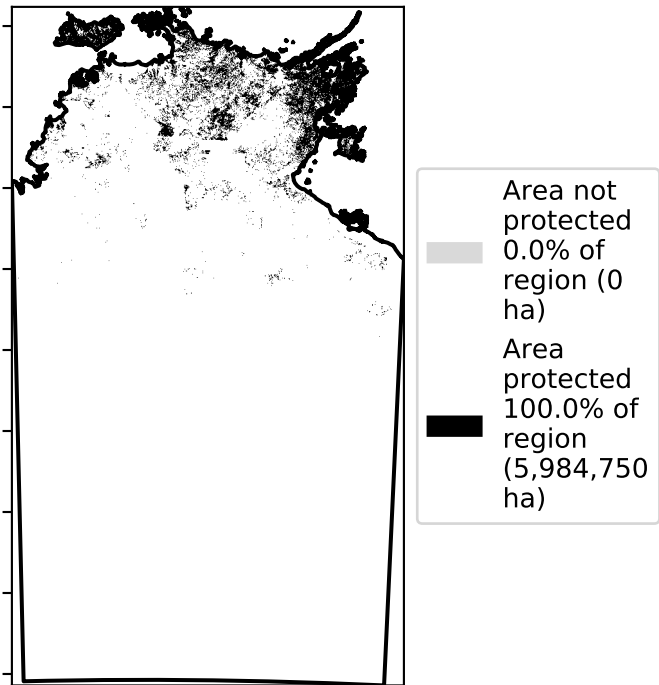 Area not
protected
0.0% of
region (0
ha)
Area
protected
100.0% of
region
(5,984,750
ha)